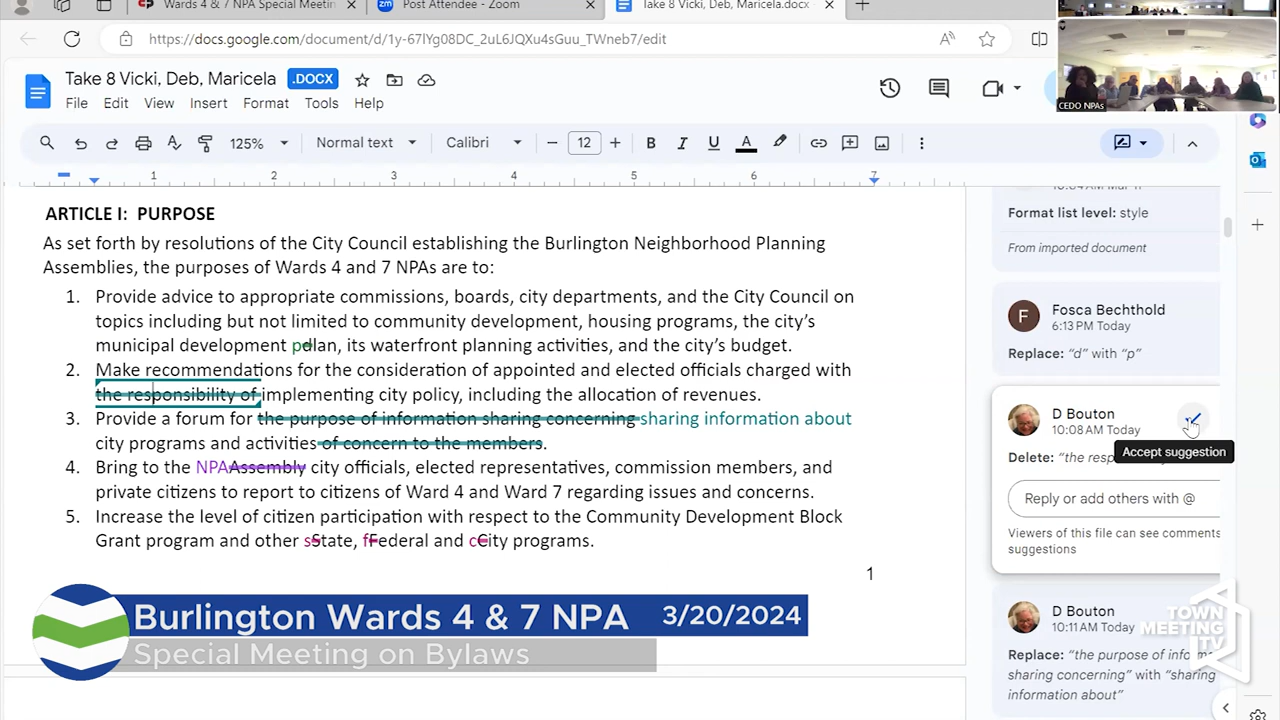 Wards 4 & 7 NPA Special Meetin
Post Attendee - Zoom
Take 8 Vicki, Deb, Maricela.docx
https://docs.google.com/document/d/1y-67lYg08DC_2uL6JQXu4sGuu_TWneb7/edit
CEDO NPAs
Take 8 Vicki, Deb, Maricela .DOCX
File Edit View Insert Format Tools Help
125% Normal text Calibri 12 B I U A
1 2 3 4 5 6 7
ARTICLE I: PURPOSE
As set forth by resolutions of the City Council establishing the Burlington Neighborhood Planning
Assemblies, the purposes of Wards 4 and 7 NPAs are to:
1. Provide advice to appropriate commissions, boards, city departments, and the City Council on
topics including but not limited to community development, housing programs, the city's
municipal development pdlan, its waterfront planning activities, and the city's budget.
2. Make recommendations for the consideration of appointed and elected officials charged with
the responsibility of implementing city policy, including the allocation of revenues.
3. Provide a forum for the purpose of information sharing concerning sharing information about
city programs and activities of concern to the members.
4. Bring to the NPAAssembly city officials, elected representatives, commission members, and
private citizens to report to citizens of Ward 4 and Ward 7 regarding issues and concerns.
5. Increase the level of citizen participation with respect to the Community Development Block
Grant program and other sState, fFederal and cCity programs.
1
Format list level: style
From imported document
F
Fosca Bechthold
6:13 PM Today
Replace: "d" with "p"
D Bouton
10:08 AM Today
Accept suggestion
Delete: "the resp
Reply or add others with @
Viewers of this file can see comments
suggestions
D Bouton
10:11 AM Today
Replace: "the purpose of inform
sharing concerning" with "sharing
information about"
Burlington Wards 4 & 7 NPA 3/20/2024
Special Meeting on Bylaws
TOWN
MEETING
TV